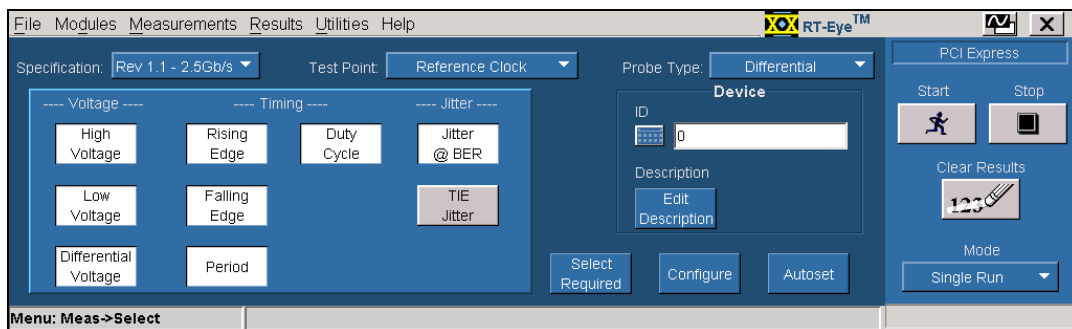 File Modules Measurements Results Utilities Help
RT-Eye™
Specification: Rev 1.1 - 2.5Gb/s
Test Point: Reference Clock
Probe Type: Differential
---- Voltage ----
---- Timing ----
---- Jitter ----
High
Voltage
Rising
Edge
Duty
Cycle
Jitter
@ BER
Low
Voltage
Falling
Edge
TIE
Jitter
Differential
Voltage
Period
Device
ID
0
Description
Edit
Description
Select
Required
Configure
Autoset
PCI Express
Start
Stop
Clear Results
123
Mode
Single Run
Menu: Meas->Select